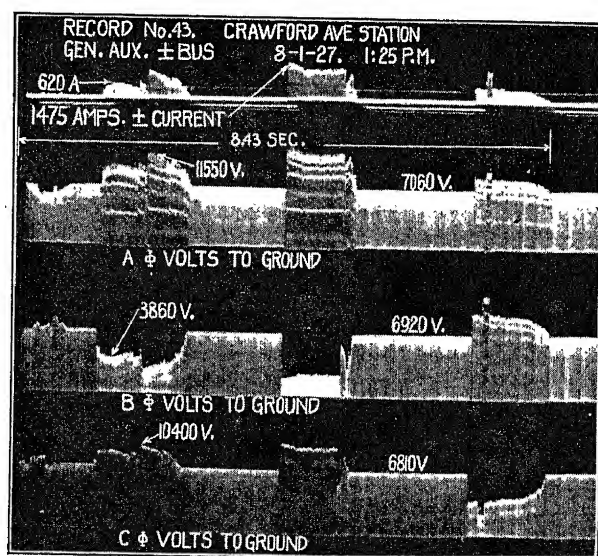 RECORD No.43. CRAWFORD AVE STATION
GEN. AUX. ± BUS 8-1-27. 1:25 P.M.
620 A
1475 AMPS. ± CURRENT
8.43 SEC.
11550 V.
7060 V.
A Φ VOLTS TO GROUND
3860 V.
6920 V.
B Φ VOLTS TO GROUND
10400 V.
6810 V
C Φ VOLTS TO GROUND